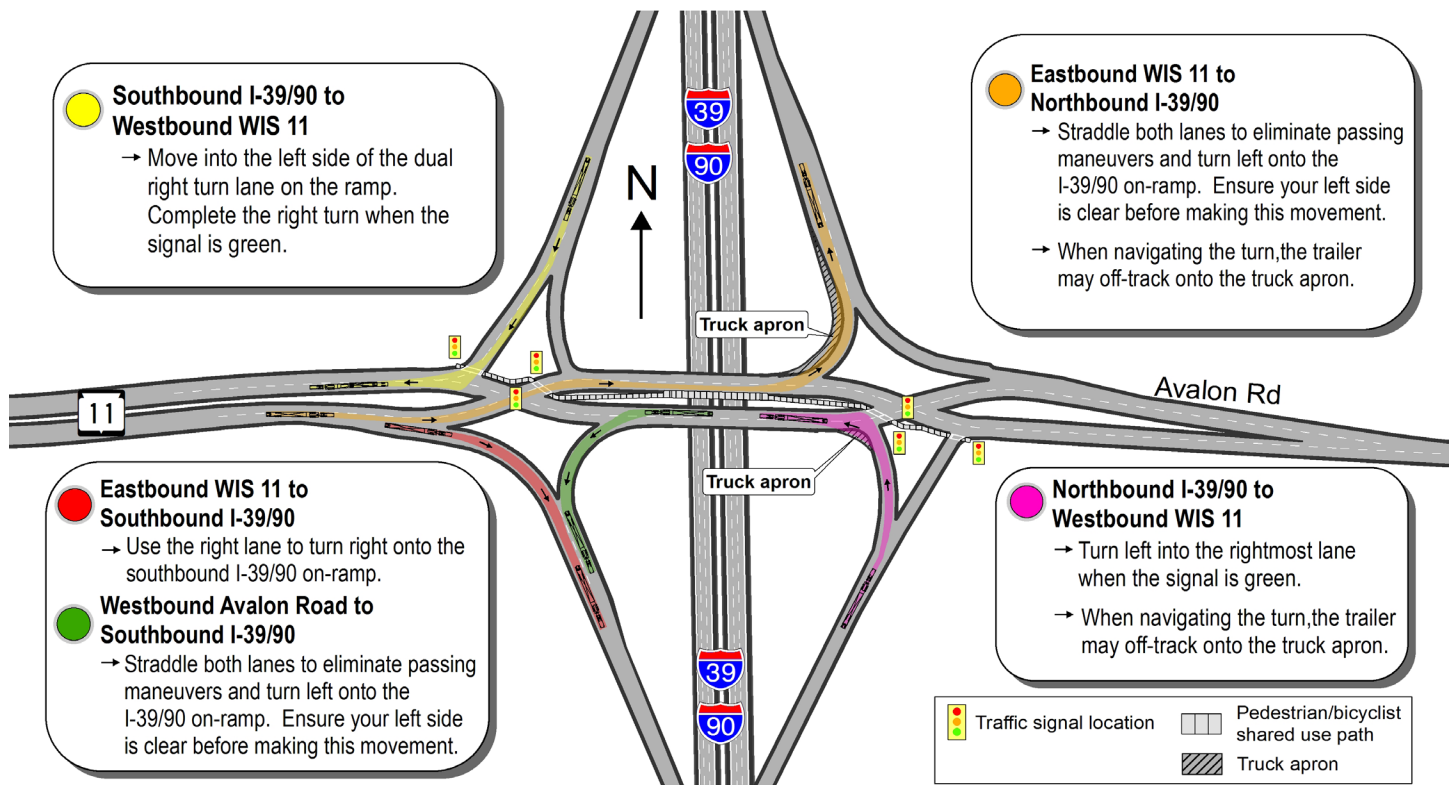 Southbound I-39/90 to
Westbound WIS 11
→ Move into the left side of the dual
right turn lane on the ramp.
Complete the right turn when the
signal is green.
39
90
N
Eastbound WIS 11 to
Northbound I-39/90
→ Straddle both lanes to eliminate passing
maneuvers and turn left onto the
I-39/90 on-ramp. Ensure your left side
is clear before making this movement.
→ When navigating the turn,the trailer
may off-track onto the truck apron.
Truck apron
Avalon Rd
11
Truck apron
Eastbound WIS 11 to
Southbound I-39/90
→ Use the right lane to turn right onto the
southbound I-39/90 on-ramp.
Westbound Avalon Road to
Southbound I-39/90
→ Straddle both lanes to eliminate passing
maneuvers and turn left onto the
I-39/90 on-ramp. Ensure your left side
is clear before making this movement.
39
90
Northbound I-39/90 to
Westbound WIS 11
→ Turn left into the rightmost lane
when the signal is green.
→ When navigating the turn,the trailer
may off-track onto the truck apron.
Traffic signal location
Pedestrian/bicyclist
shared use path
Truck apron